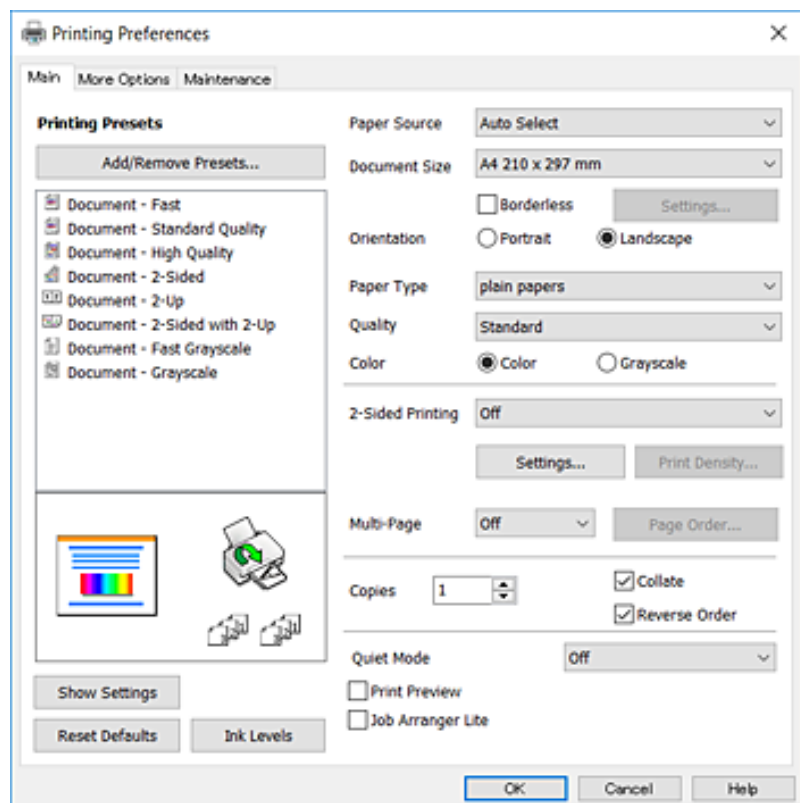 Printing Preferences
Main More Options Maintenance
Printing Presets
Add/Remove Presets...
Document - Fast
Document - Standard Quality
Document - High Quality
Document - 2-Sided
Document - 2-Up
Document - 2-Sided with 2-Up
Document - Fast Grayscale
Document - Grayscale
Show Settings
Reset Defaults Ink Levels
Paper Source Auto Select
Document Size A4 210 x 297 mm
Borderless Settings...
Orientation Portrait Landscape
Paper Type plain papers
Quality Standard
Color Color Grayscale
2-Sided Printing Off
Settings... Print Density...
Multi-Page Off Page Order...
Copies 1 Collate
Reverse Order
Quiet Mode Off
Print Preview
Job Arranger Lite
OK Cancel Help